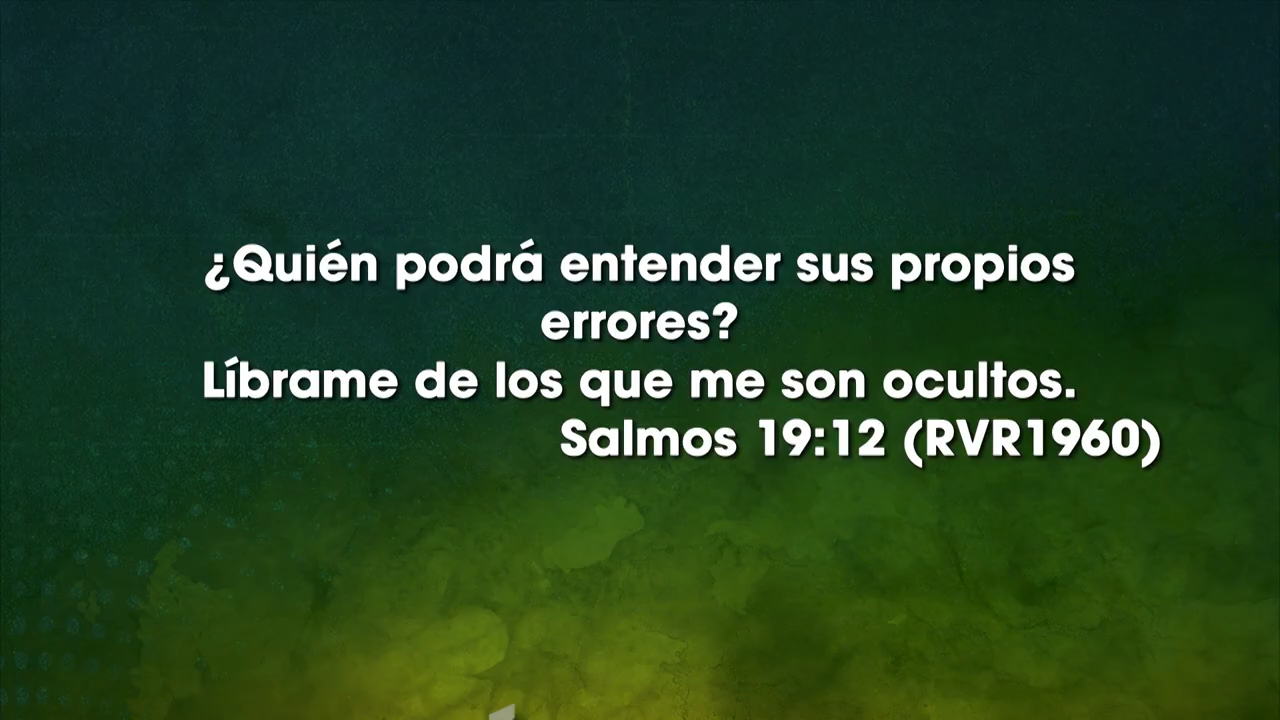 ¿Quién podrá entender sus propios
errores?
Líbrame de los que me son ocultos.
Salmos 19:12 (RVR1960)